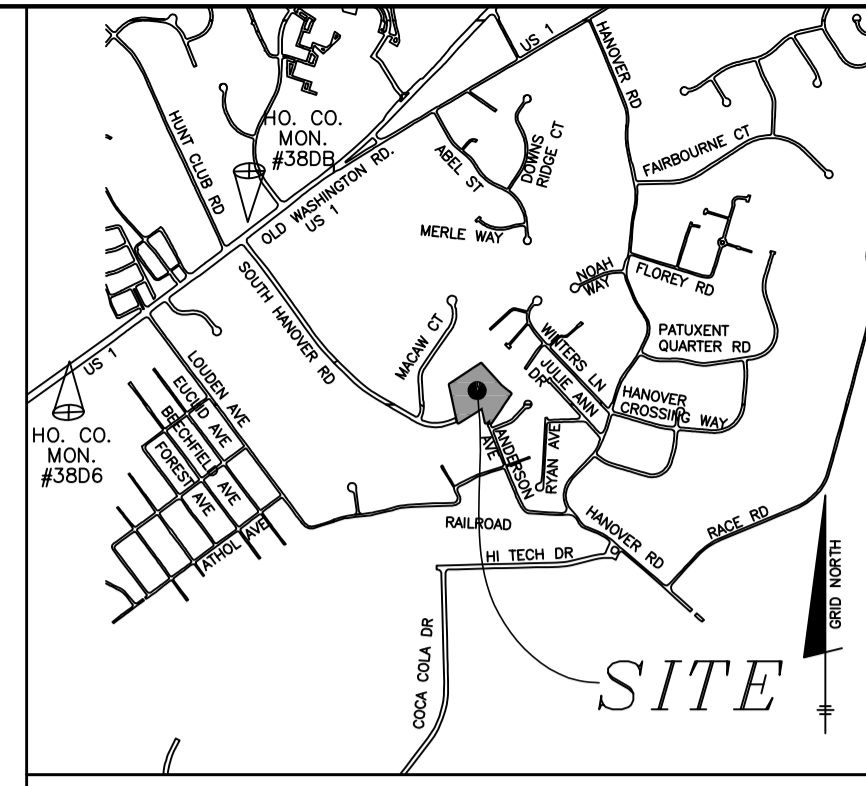 US 1
HANOVER RD
HUNT CLUB RD
HO. CO.
MON.
#38DB
OLD WASHINGTON RD.
US 1
ABEL ST
DOWNS
RIDGE CT
FAIRBOURNE CT
MERLE WAY
NOAH
WAY
FLOREY RD
SOUTH HANOVER RD
MACAW CT
WINTERS LN
PATUXENT
QUARTER RD
JULIE ANN
DR
HANOVER
CROSSING WAY
US 1
LOUDEN AVE
EUCLID AVE
BEECHFIELD AVE
FOREST AVE
ATHOL AVE
HO. CO.
MON.
#38D6
ANDERSON
AVE
RYAN AVE
RAILROAD
HANOVER RD
RACE RD
HI TECH DR
COCA COLA DR
GRID NORTH
SITE